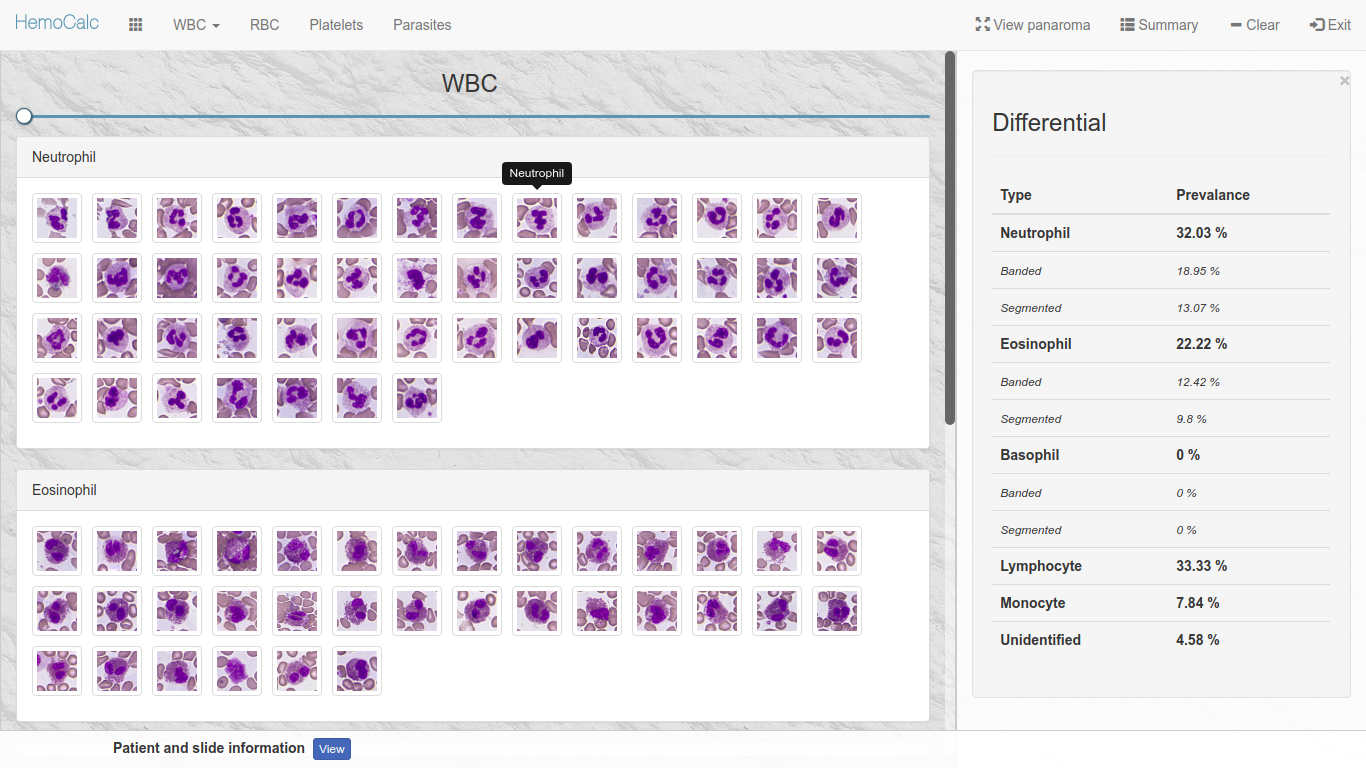 HemoCalc WBC RBC Platelets Parasites View panaroma Summary Clear Exit
WBC
Neutrophil
Neutrophil
Eosinophil
Differential
Type Prevalance
Neutrophil 32.03 %
Banded 18.95 %
Segmented 13.07 %
Eosinophil 22.22 %
Banded 12.42 %
Segmented 9.8 %
Basophil 0 %
Banded 0 %
Segmented 0 %
Lymphocyte 33.33 %
Monocyte 7.84 %
Unidentified 4.58 %
Patient and slide information View